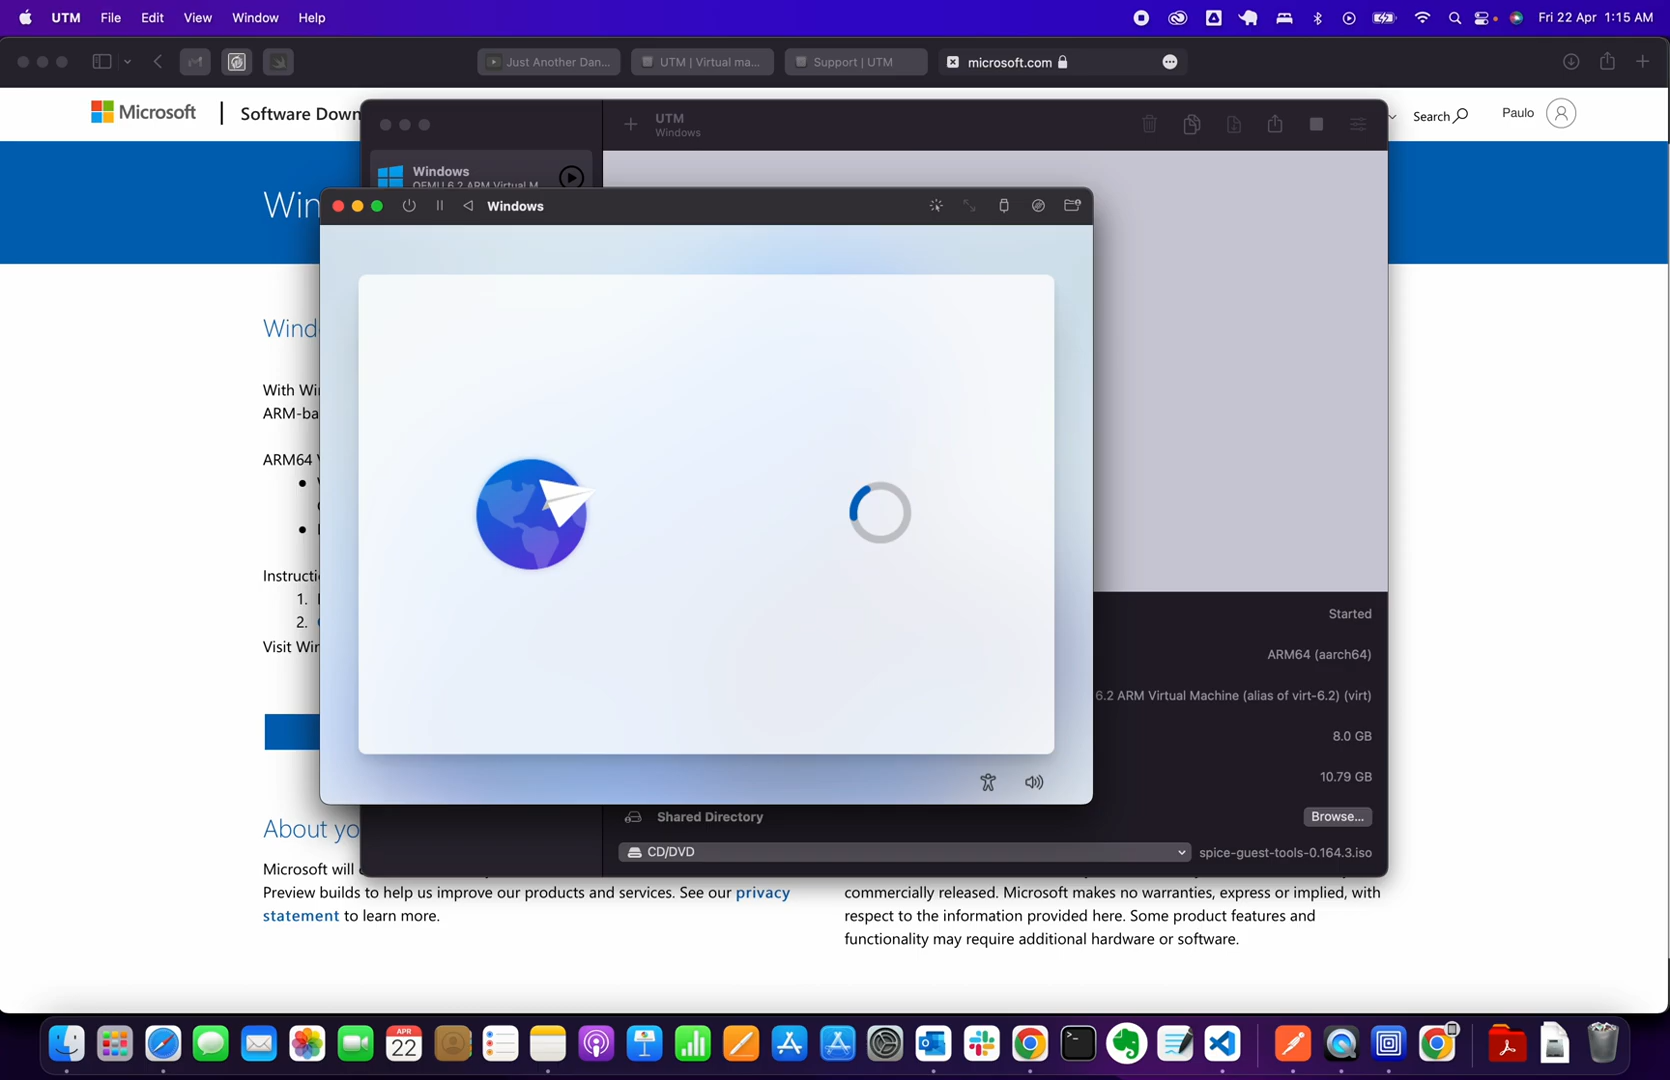 UTM File Edit View Window Help
Fri 22 Apr 1:15 AM
Just Another Dan...
UTM | Virtual ma...
Support | UTM
microsoft.com
Microsoft
Software Down
Search
Paulo
UTM
Windows
Windows
QEMU 6.2 ARM Virtual M
Win
Windows
Wind
With Wi
ARM-ba
ARM64
Instructi
1.
2.
Visit Wir
Started
ARM64 (aarch64)
6.2 ARM Virtual Machine (alias of virt-6.2) (virt)
8.0 GB
10.79 GB
Shared Directory
Browse...
CD/DVD
spice-guest-tools-0.164.3.iso
About yo
Microsoft will
Preview builds to help us improve our products and services. See our privacy
statement to learn more.
commercially released. Microsoft makes no warranties, express or implied, with
respect to the information provided here. Some product features and
functionality may require additional hardware or software.
APR
22